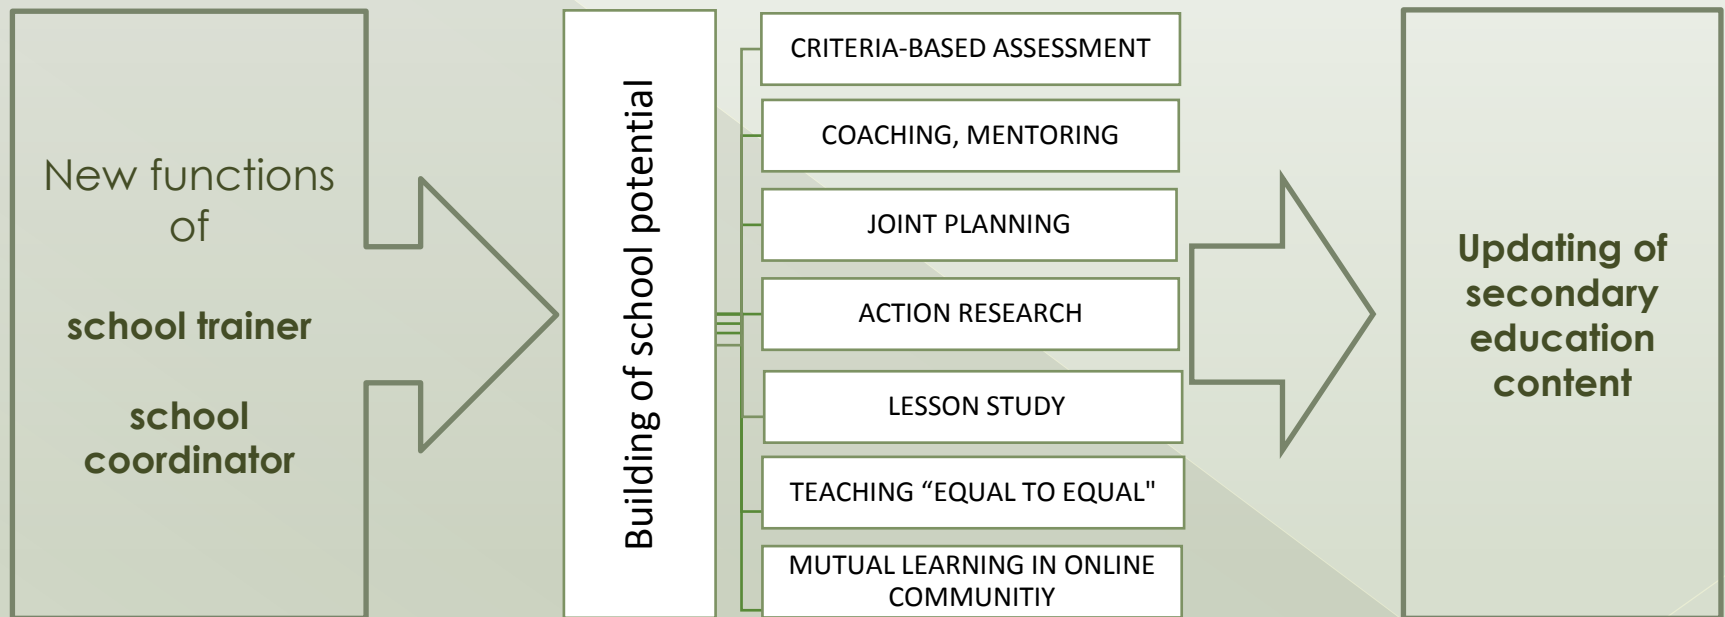 New functions
of
school trainer
school
coordinator
Building of school potential
CRITERIA-BASED ASSESSMENT
COACHING, MENTORING
JOINT PLANNING
ACTION RESEARCH
LESSON STUDY
TEACHING “EQUAL TO EQUAL"
MUTUAL LEARNING IN ONLINE
COMMUNITIY
Updating of
secondary
education
content